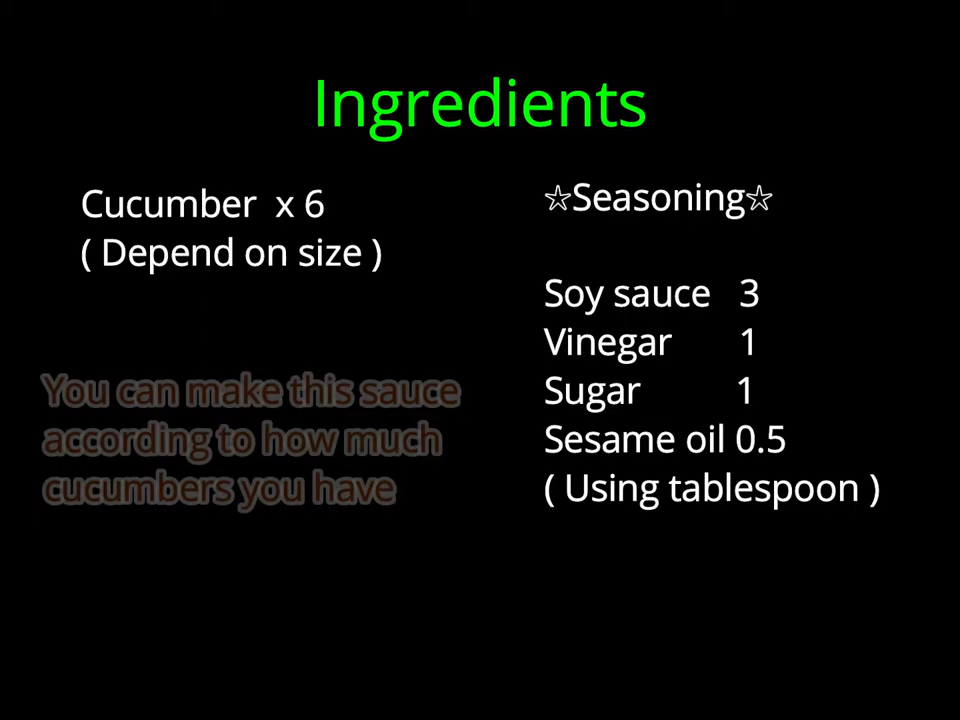 Ingredients
Cucumber x 6
( Depend on size )
You can make this sauce
according to how much
cucumbers you have
☆Seasoning☆
Soy sauce 3
Vinegar 1
Sugar 1
Sesame oil 0.5
( Using tablespoon )